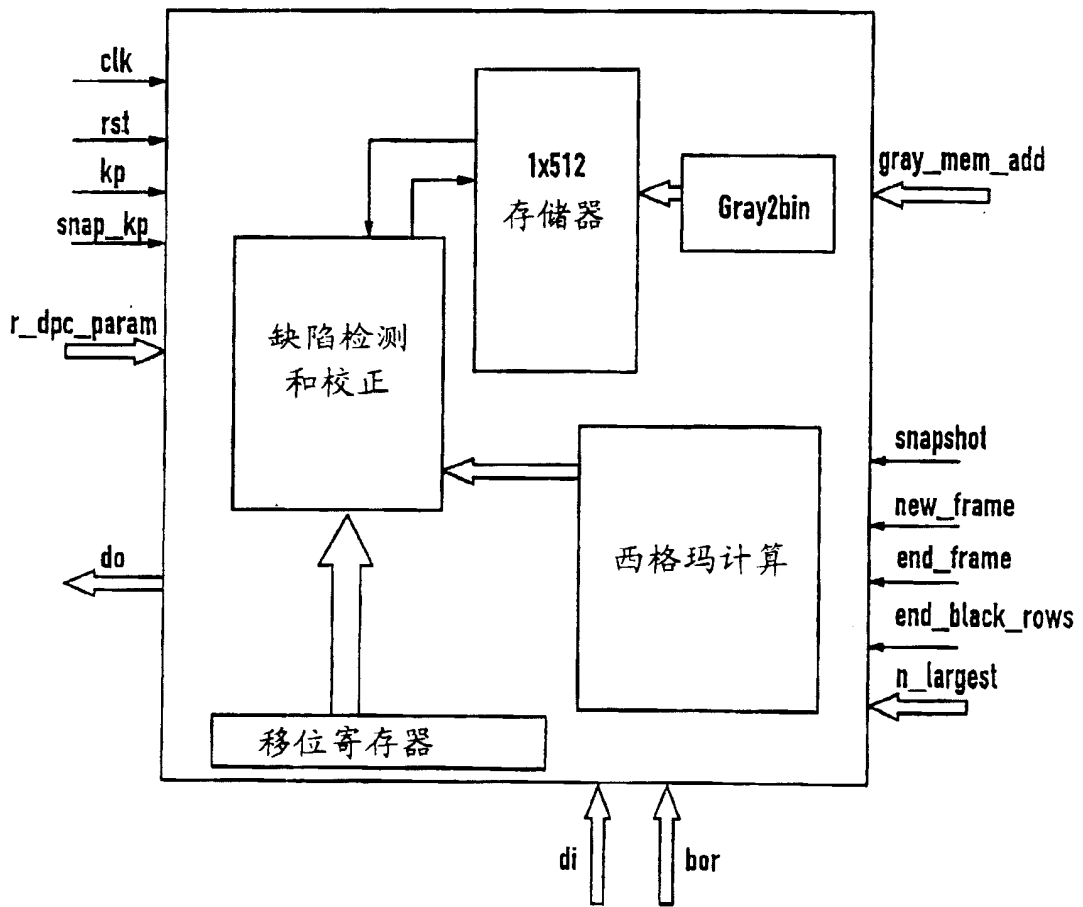 clk
rst
kp
snap_kp
r_dpc_param
do
1x512
存储器
Gray2bin
gray_mem_add
缺陷检测
和校正
西格玛计算
移位寄存器
snapshot
new_frame
end_frame
end_black_rows
n_largest
di
bor